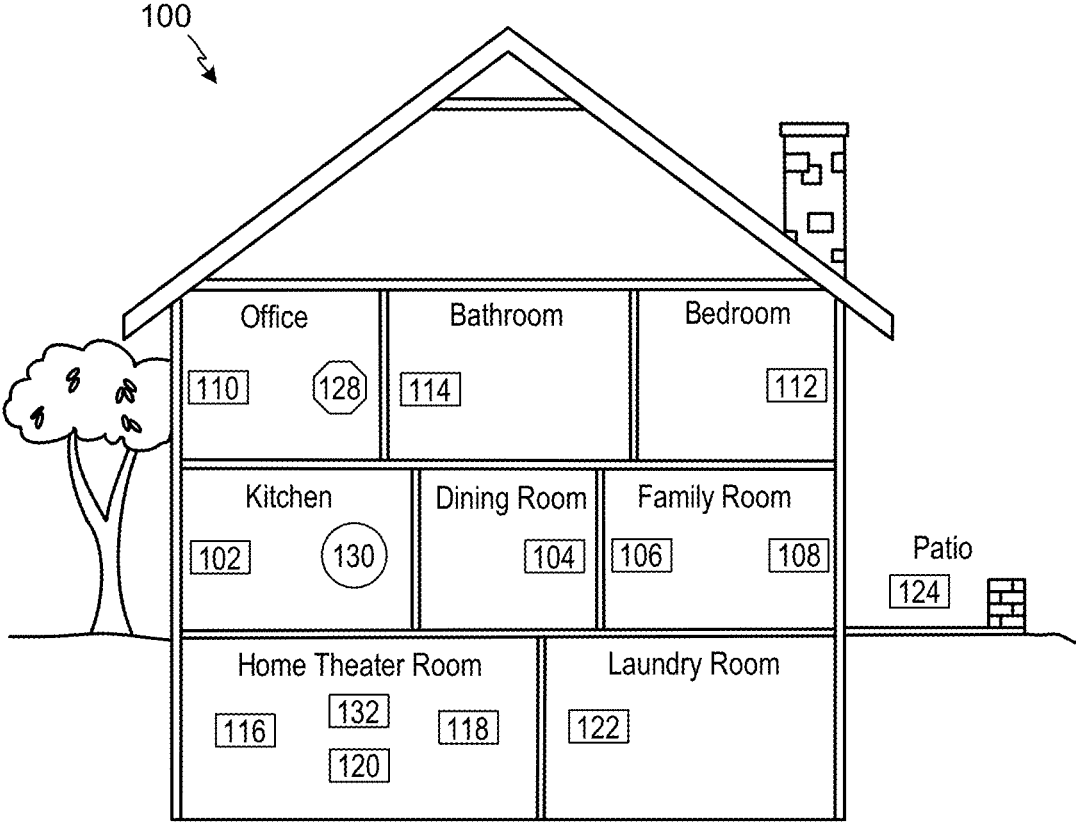 100
Office
Bathroom
Bedroom
110
128
114
112
Kitchen
Dining Room
Family Room
Patio
102
130
104
106
108
124
Home Theater Room
Laundry Room
116
132
118
122
120